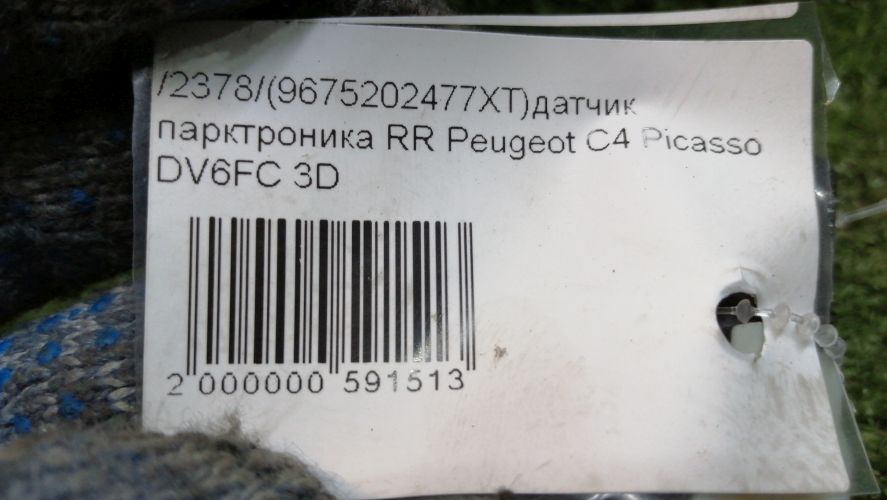 /2378/(9675202477XT)датчик
парктроника RR Peugeot C4 Picasso
DV6FC 3D
2 000000 591513